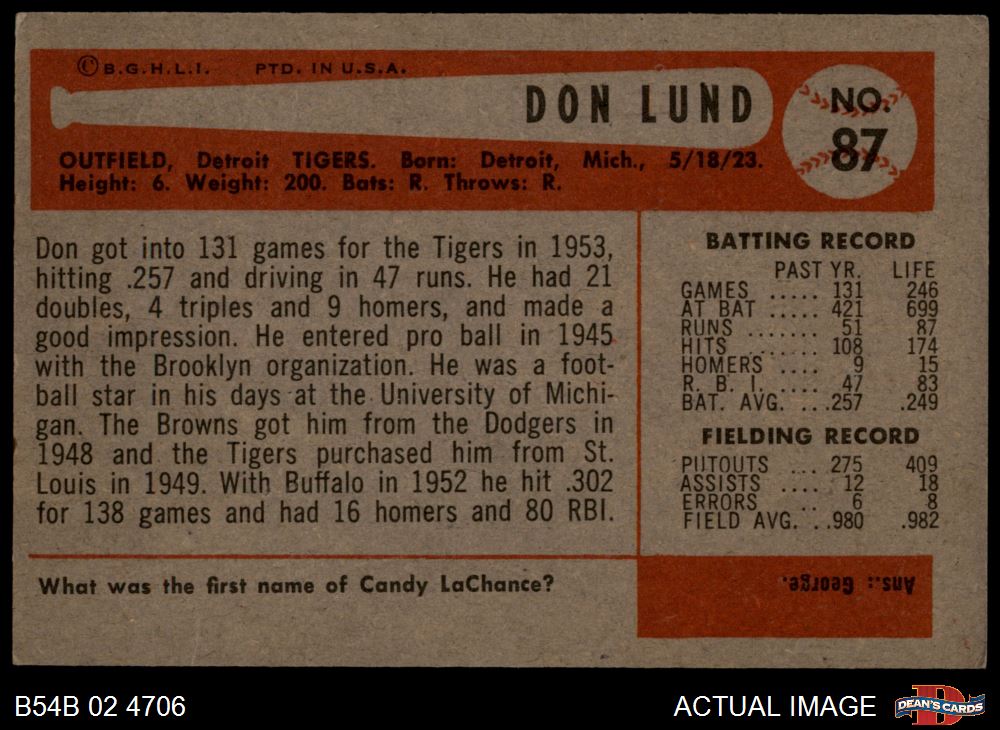 ©B.G.H.L.I. PTD. IN U.S.A.
DON LUND
NO.
87
OUTFIELD, Detroit TIGERS. Born: Detroit, Mich., 5/18/23.
Height: 6. Weight: 200. Bats: R. Throws: R.
Don got into 131 games for the Tigers in 1953,
hitting .257 and driving in 47 runs. He had 21
doubles, 4 triples and 9 homers, and made a
good impression. He entered pro ball in 1945
with the Brooklyn organization. He was a foot-
ball star in his days at the University of Michi-
gan. The Browns got him from the Dodgers in
1948 and the Tigers purchased him from St.
Louis in 1949. With Buffalo in 1952 he hit .302
for 138 games and had 16 homers and 80 RBI.
BATTING RECORD
PAST YR. LIFE
GAMES ..... 131 246
AT BAT ..... 421 699
RUNS ....... 51 87
HITS ....... 108 174
HOMERS .... 9 15
R. B. I. .... 47 83
BAT. AVG. ... .257 .249
FIELDING RECORD
PUTOUTS ... 275 409
ASSISTS .... 12 18
ERRORS .. 6 8
FIELD AVG. . .980 .982
What was the first name of Candy LaChance?
Ans.: George.
B54B 02 4706
ACTUAL IMAGE
D
DEAN'S CARDS